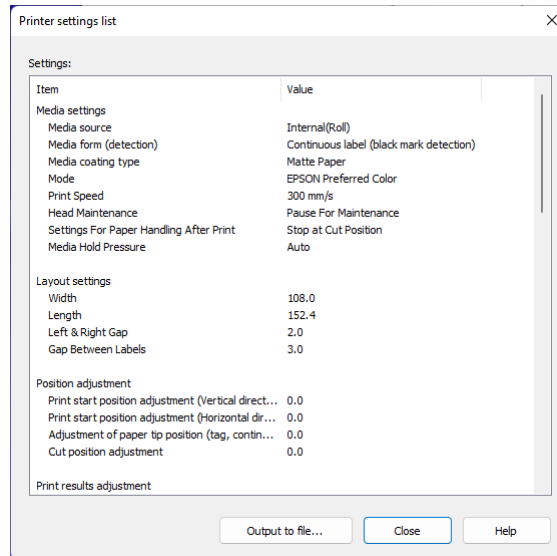 Printer settings list
Settings:
Item Value
Media settings
Media source Internal(Roll)
Media form (detection) Continuous label (black mark detection)
Media coating type Matte Paper
Mode EPSON Preferred Color
Print Speed 300 mm/s
Head Maintenance Pause For Maintenance
Settings For Paper Handling After Print Stop at Cut Position
Media Hold Pressure Auto
Layout settings
Width 108.0
Length 152.4
Left & Right Gap 2.0
Gap Between Labels 3.0
Position adjustment
Print start position adjustment (Vertical direct... 0.0
Print start position adjustment (Horizontal dir... 0.0
Adjustment of paper tip position (tag, contin... 0.0
Cut position adjustment 0.0
Print results adjustment
Output to file... Close Help